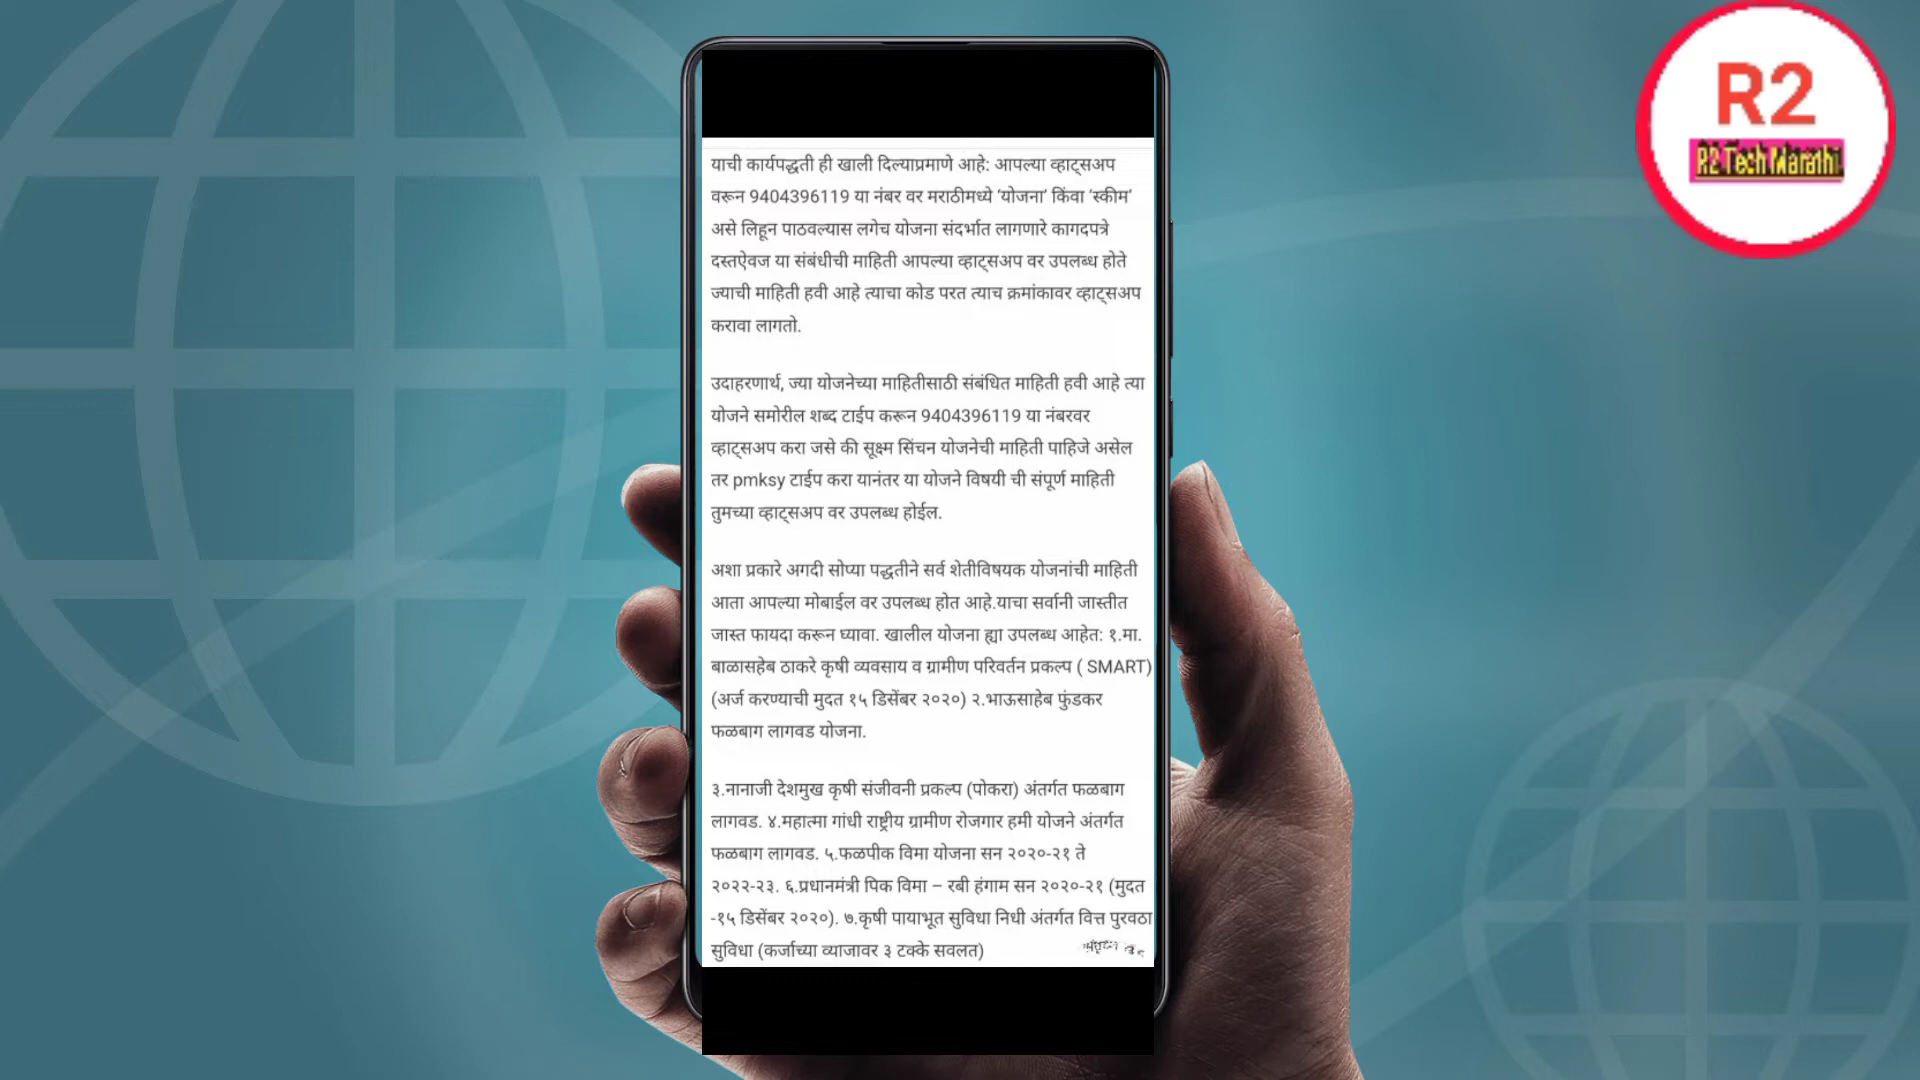 R2
R2 Tech Marathi
याची कार्यपद्धती ही खाली दिल्याप्रमाणे आहे: आपल्या व्हाट्सअप
वरून 9404396119 या नंबर वर मराठीमध्ये ‘योजना’ किंवा ‘स्कीम’
असे लिहून पाठवल्यास लगेच योजना संदर्भात लागणारे कागदपत्रे
दस्तऐवज या संबंधीची माहिती आपल्या व्हाट्सअप वर उपलब्ध होते
ज्याची माहिती हवी आहे त्याचा कोड परत त्याच क्रमांकावर व्हाट्सअप
करावा लागतो.
उदाहरणार्थ, ज्या योजनेच्या माहितीसाठी संबंधित माहिती हवी आहे त्या
योजने समोरील शब्द टाईप करून 9404396119 या नंबरवर
व्हाट्सअप करा जसे की सूक्ष्म सिंचन योजनेची माहिती पाहिजे असेल
तर pmksy टाईप करा यानंतर या योजने विषयी ची संपूर्ण माहिती
तुमच्या व्हाट्सअप वर उपलब्ध होईल.
अशा प्रकारे अगदी सोप्या पद्धतीने सर्व शेतीविषयक योजनांची माहिती
आता आपल्या मोबाईल वर उपलब्ध होत आहे.याचा सर्वानी जास्तीत
जास्त फायदा करून घ्यावा. खालील योजना ह्या उपलब्ध आहेत: १.मा.
बाळासहेब ठाकरे कृषी व्यवसाय व ग्रामीण परिवर्तन प्रकल्प ( SMART)
(अर्ज करण्याची मुदत १५ डिसेंबर २०२०) २.भाऊसाहेब फुंडकर
फळबाग लागवड योजना.
३.नानाजी देशमुख कृषी संजीवनी प्रकल्प (पोकरा) अंतर्गत फळबाग
लागवड. ४.महात्मा गांधी राष्ट्रीय ग्रामीण रोजगार हमी योजने अंतर्गत
फळबाग लागवड. ५.फळपीक विमा योजना सन २०२०-२१ ते
२०२२-२३. ६.प्रधानमंत्री पिक विमा – रबी हंगाम सन २०२०-२१ (मुदत
-१५ डिसेंबर २०२०). ७.कृषी पायाभूत सुविधा निधी अंतर्गत वित्त पुरवठा
सुविधा (कर्जाच्या व्याजावर ३ टक्के सवलत)